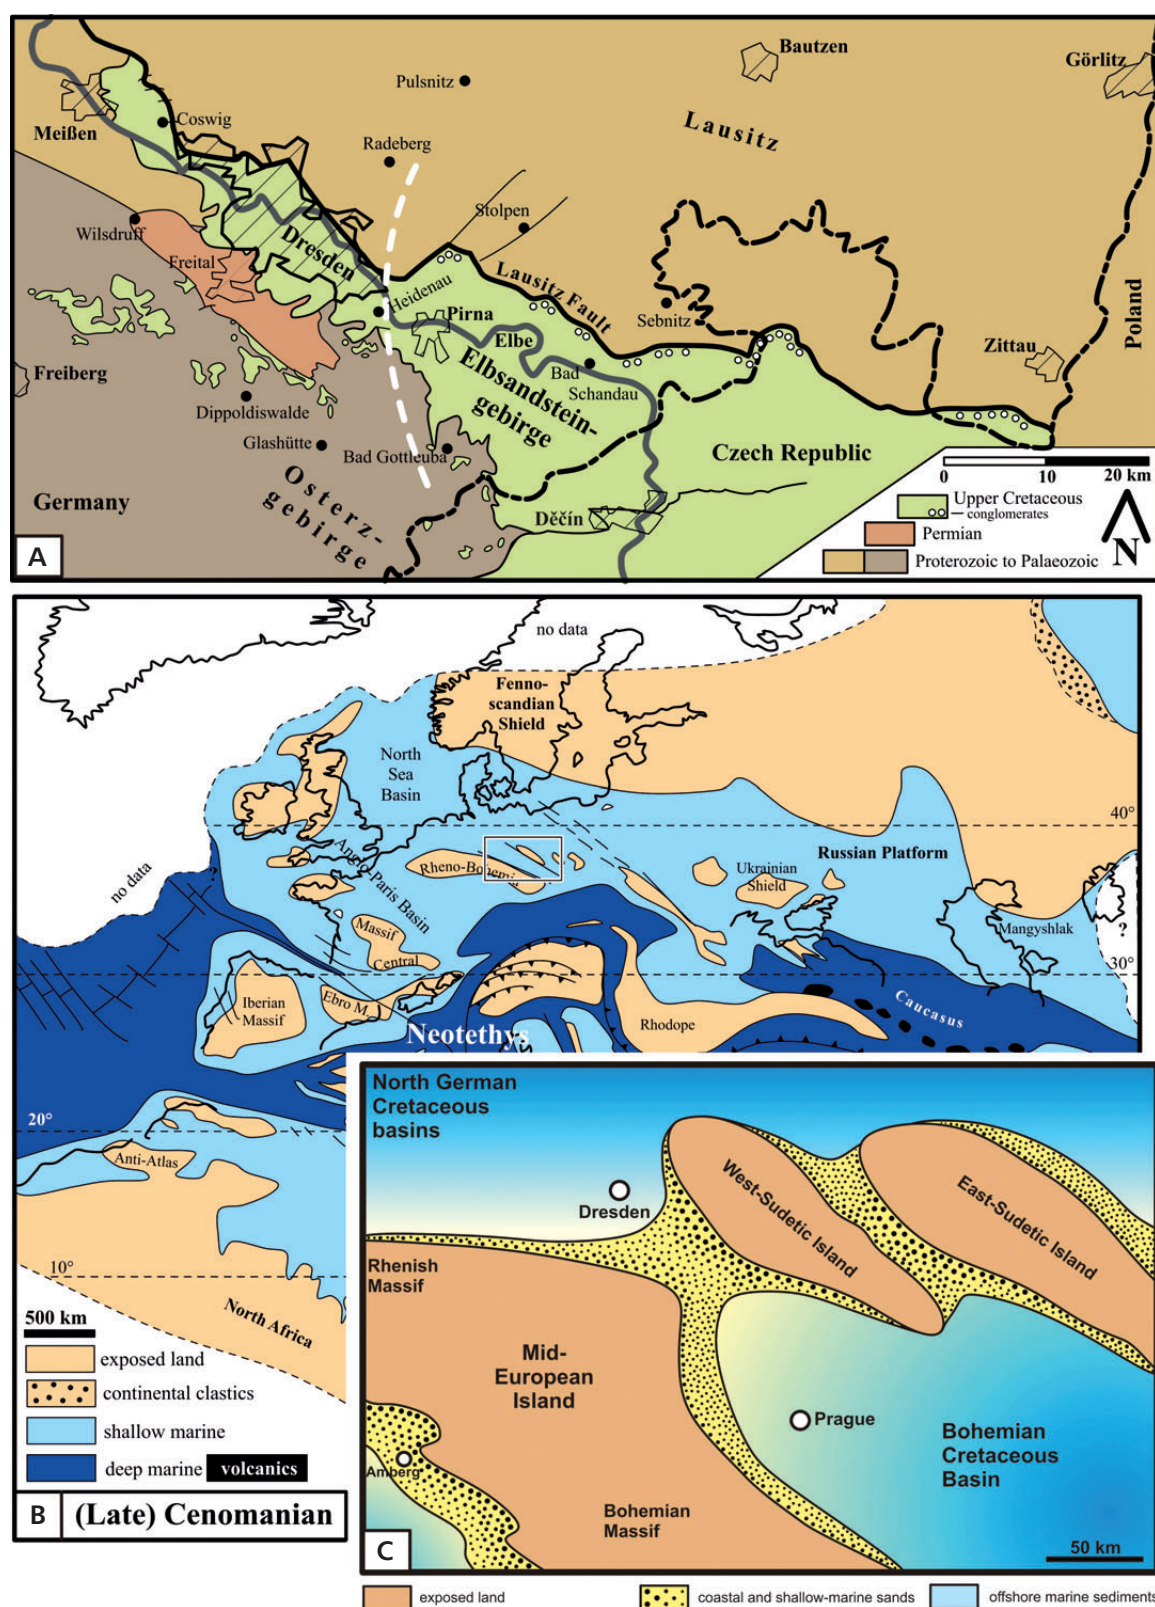 Bautzen
Görlitz
Pulsnitz
Meißen
Coswig
Lausitz
Radeberg
Stolpen
Wilsdruff
Dresden
Freital
Lausitz Fault
Heidenau
Sebnitz
Poland
Pirna
Elbe
Zittau
Freiberg
Bad
Schandau
Elbsandstein-
gebirge
Dippoldiswalde
Glashütte
Bad Gottleuba
Czech Republic
0 10 20 km
Germany
Osterz-
gebirge
Děčín
Upper Cretaceous
conglomerates
Permian
N
Proterozoic to Palaeozoic
A
no data
Fenno-
scandian
Shield
North
Sea
Basin
40°
Anglo-Paris Basin
Rheno-Bohemia
Russian Platform
Ukrainian
Shield
no data
?
Massif
Central
Mangyshlak
?
30°
Iberian
Massif
Ebro M.
Caucasus
Neotethys
Rhodope
20°
Anti-Atlas
10°
North Africa
500 km
exposed land
continental clastics
shallow marine
deep marine
volcanics
B (Late) Cenomanian
North German
Cretaceous
basins
West-Sudetic Island
East-Sudetic Island
Dresden
Rhenish
Massif
Mid-
European
Island
Prague
Bohemian
Cretaceous
Basin
Amberg
Bohemian
Massif
C
50 km
exposed land
coastal and shallow-marine sands
offshore marine sediments